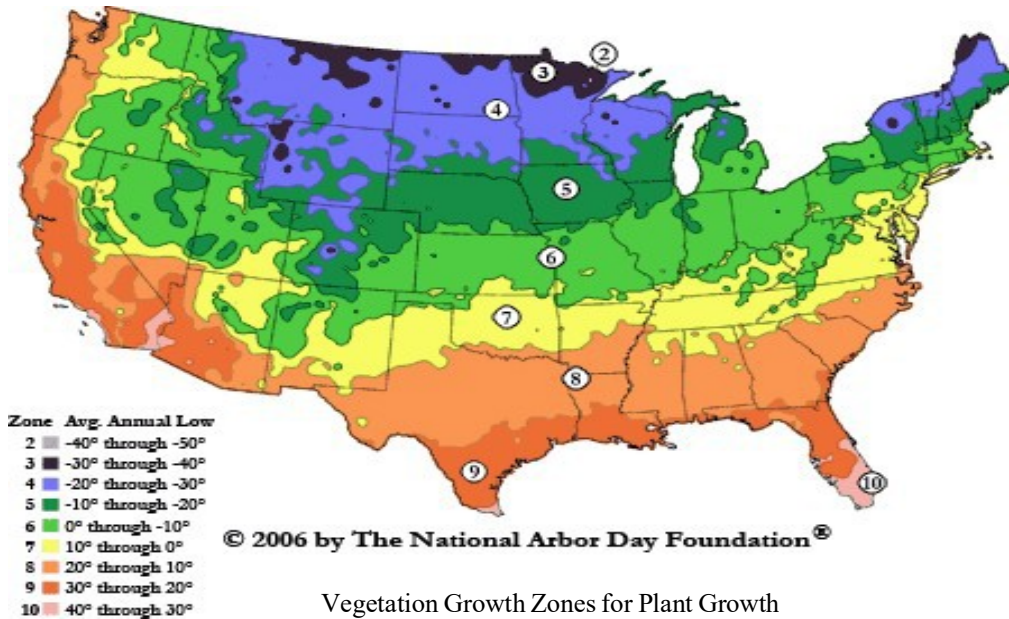 2
3
4
5
6
7
8
9
10
Zone Avg. Annual Low
2 -40° through -50°
3 -30° through -40°
4 -20° through -30°
5 -10° through -20°
6 0° through -10°
7 10° through 0°
8 20° through 10°
9 30° through 20°
10 40° through 30°
© 2006 by The National Arbor Day Foundation®
Vegetation Growth Zones for Plant Growth